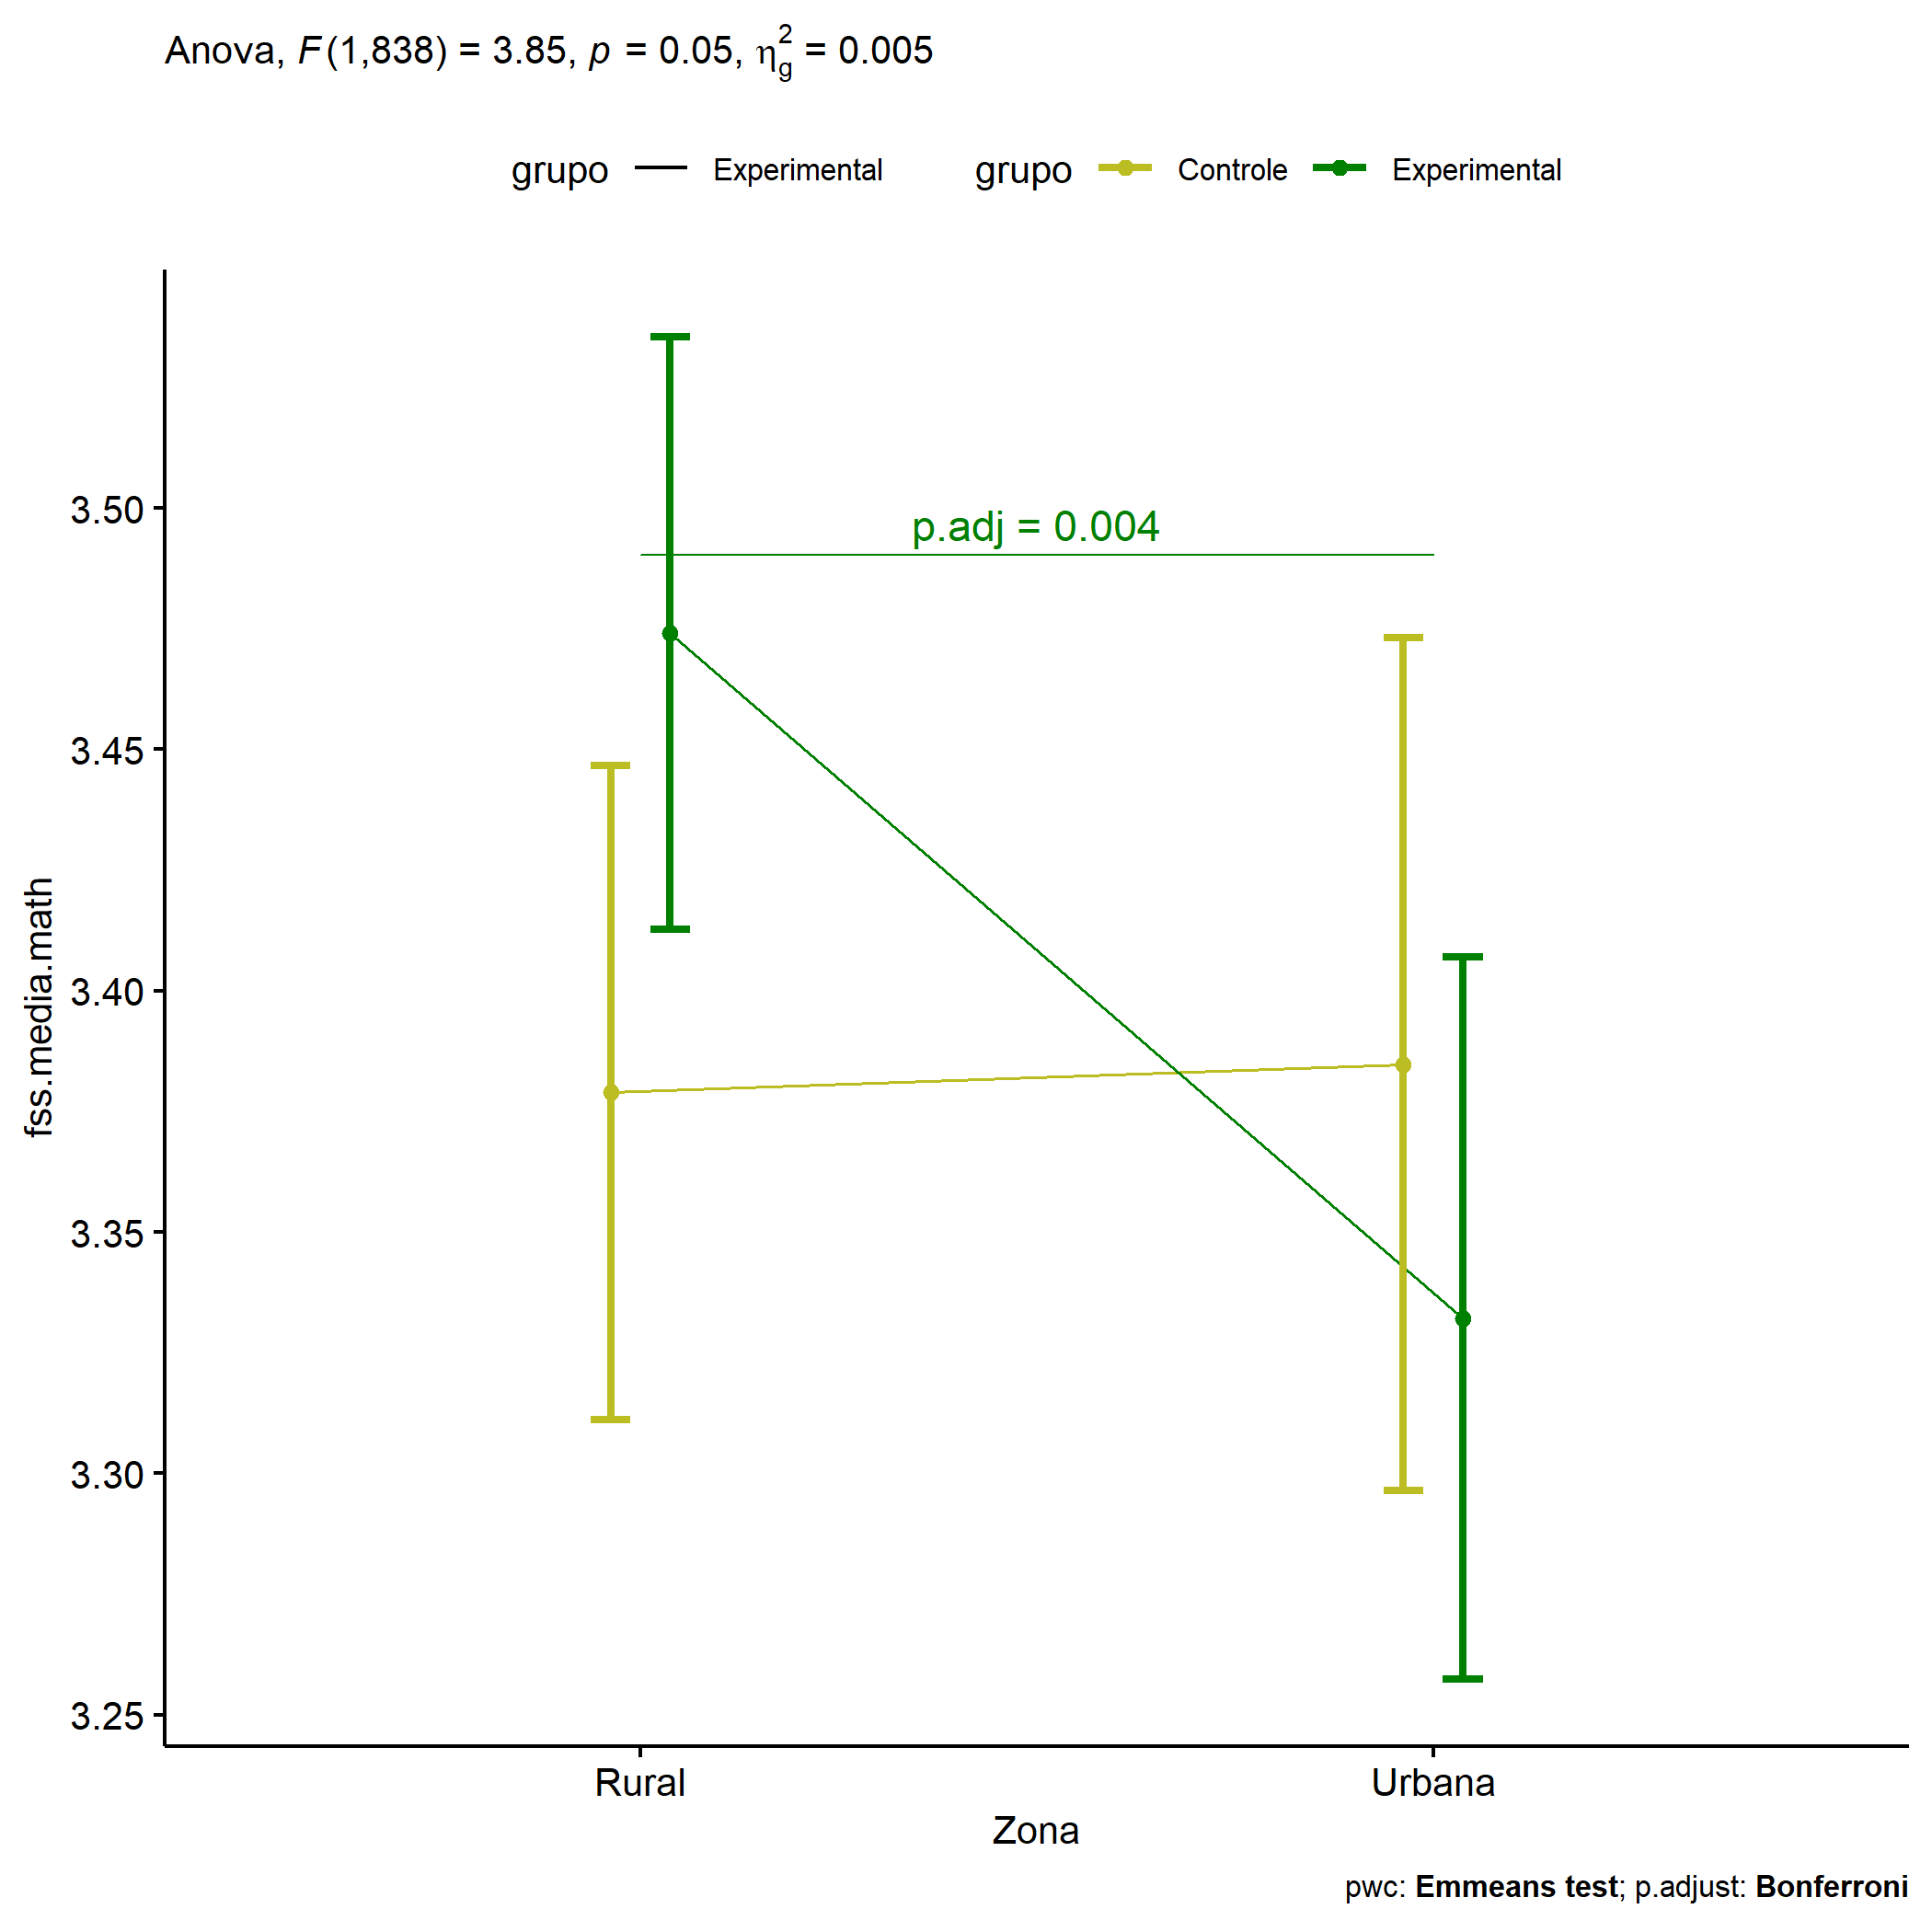 Anova, F(1,838) = 3.85, p = 0.05, η²g = 0.005
grupo Experimental grupo Controle Experimental
3.50
p.adj = 0.004
3.45
3.40
3.35
3.30
3.25
fss.media.math
Rural Urbana
Zona
pwc: Emmeans test; p.adjust: Bonferroni